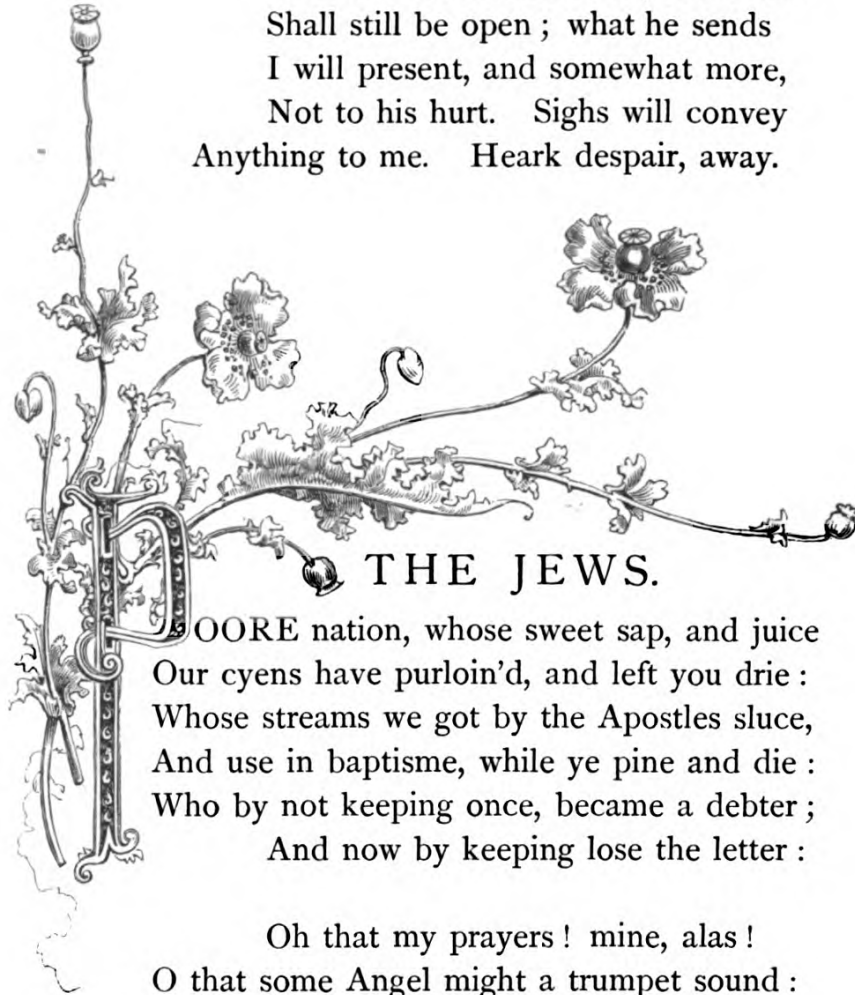 Shall still be open ; what he sends
I will present, and somewhat more,
Not to his hurt. Sighs will convey
Anything to me. Heark despair, away.
THE JEWS.
POORE nation, whose sweet sap, and juice
Our cyens have purloin'd, and left you drie :
Whose streams we got by the Apostles sluce,
And use in baptisme, while ye pine and die :
Who by not keeping once, became a debter ;
And now by keeping lose the letter :
Oh that my prayers ! mine, alas !
O that some Angel might a trumpet sound :